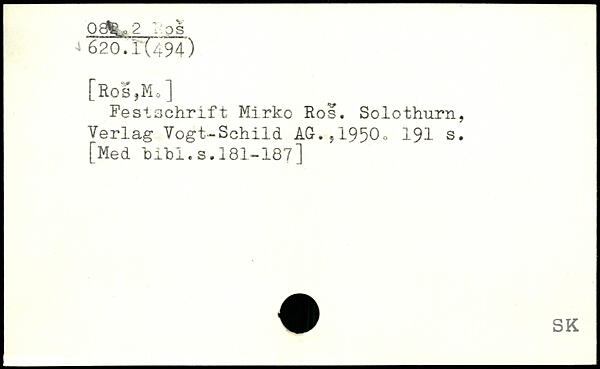 .2 Roš
620.1(494)
[Roš,M.]
Festschrift Mirko Roš. Solothurn,
Verlag Vogt-Schild AG.,1950. 191 s.
[Med bibl.s.181-187]
SK